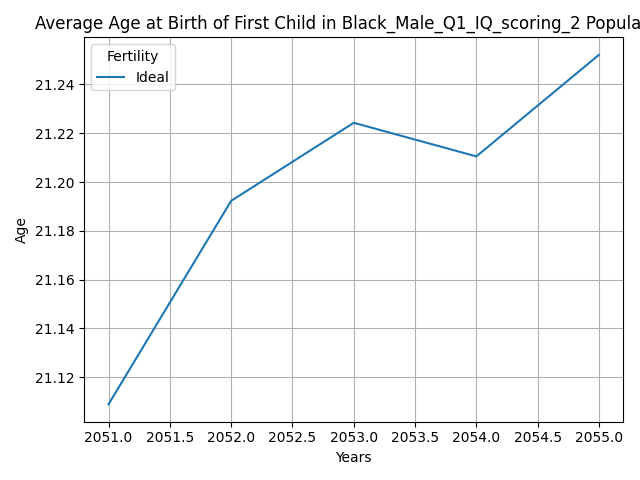 Average Age at Birth of First Child in Black_Male_Q1_IQ_scoring_2 Popula
Fertility
Ideal
21.24
21.22
21.20
21.18
21.16
21.14
21.12
Age
2051.0 2051.5 2052.0 2052.5 2053.0 2053.5 2054.0 2054.5 2055.0
Years